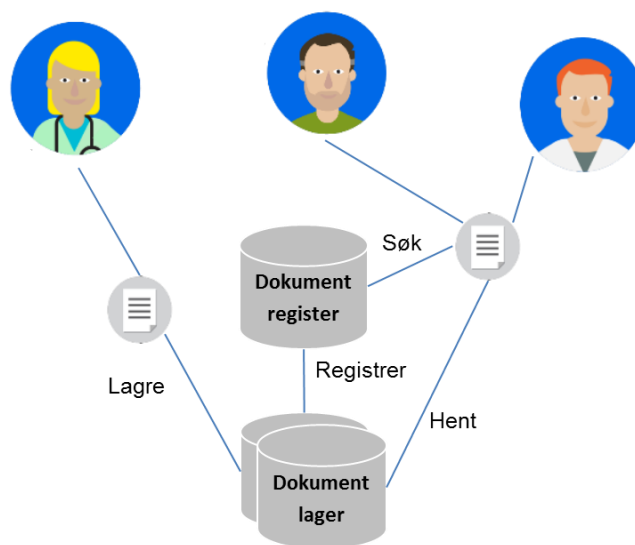 Søk
Dokument
register
Registrer
Lagre
Hent
Dokument
lager